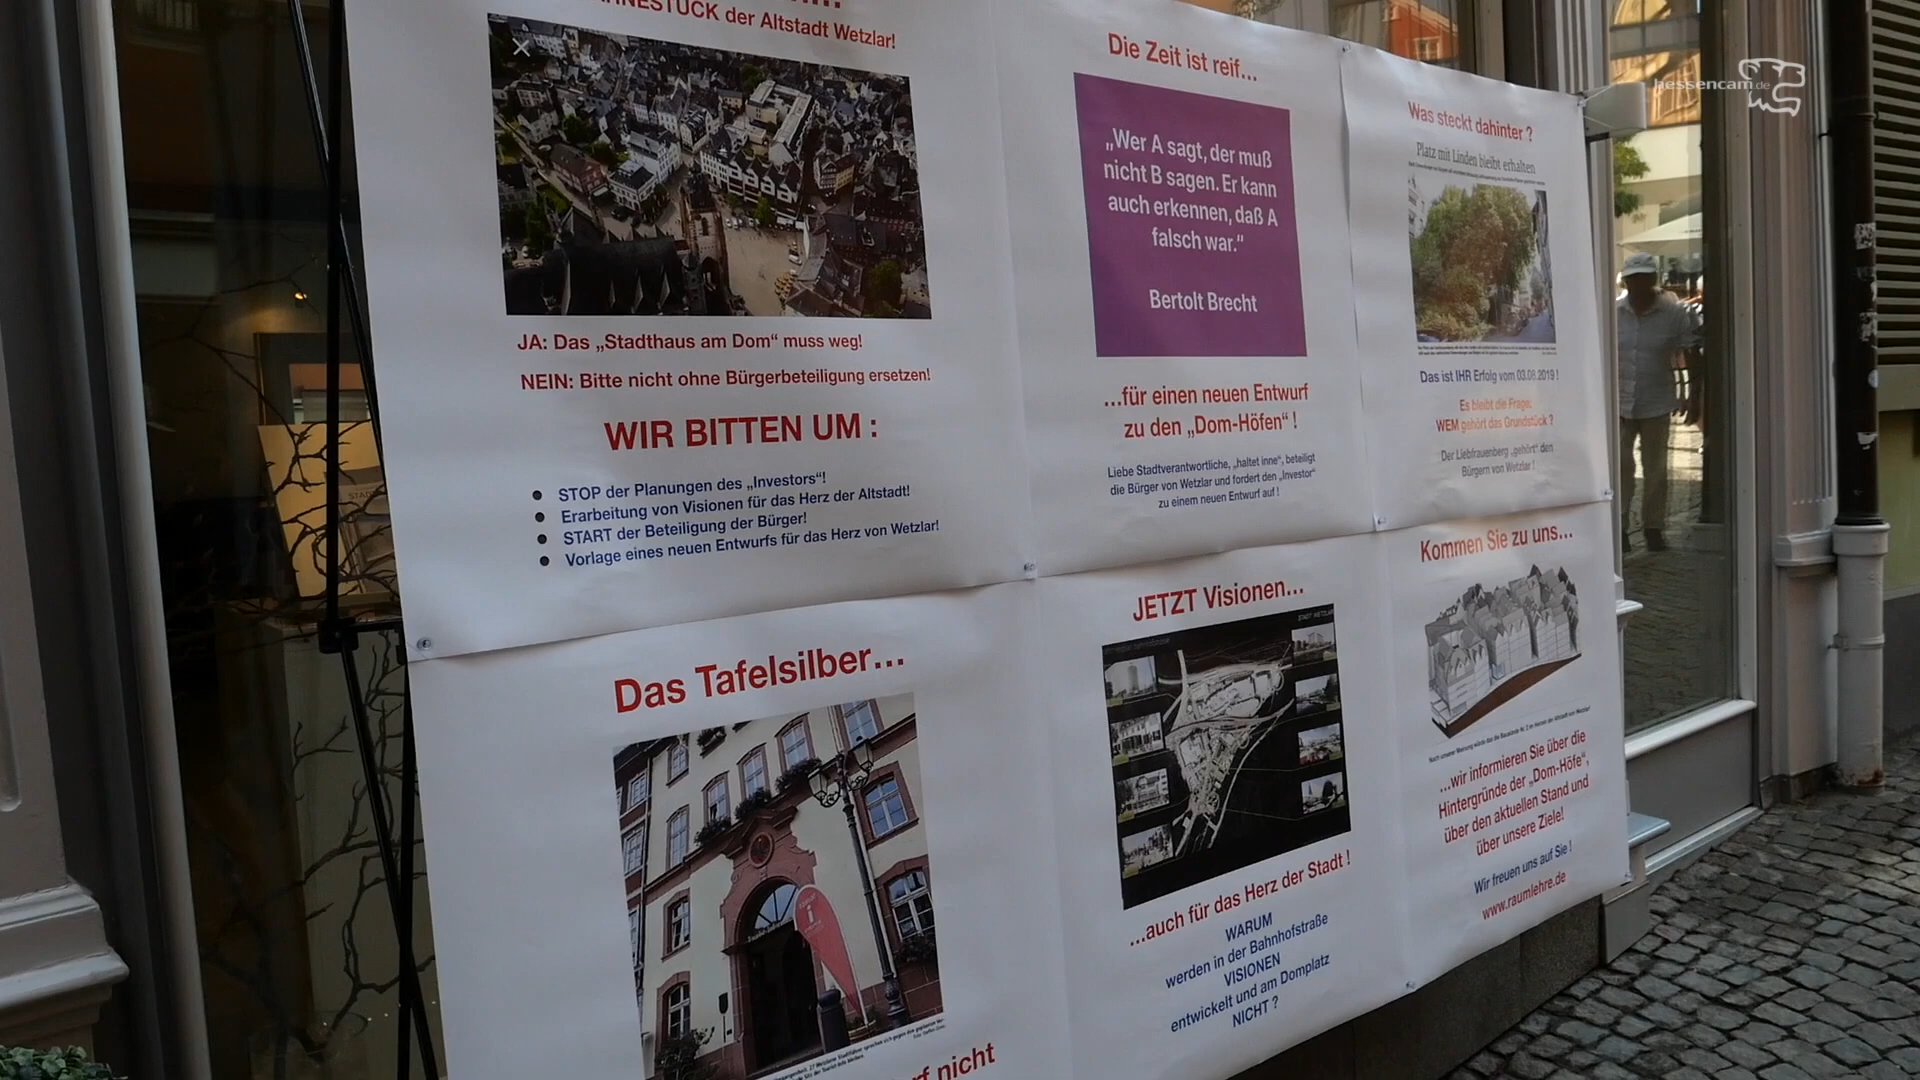 der Altstadt Wetzlar!
JA: Das „Stadthaus am Dom“ muss weg!
NEIN: Bitte nicht ohne Bürgerbeteiligung ersetzen!
WIR BITTEN UM :
• STOP der Planungen des „Investors“!
• Erarbeitung von Visionen für das Herz der Altstadt!
• START der Beteiligung der Bürger!
• Vorlage eines neuen Entwurfs für das Herz von Wetzlar!
Die Zeit ist reif...
„Wer A sagt, der muß
nicht B sagen. Er kann
auch erkennen, daß A
falsch war.“
Bertolt Brecht
...für einen neuen Entwurf
zu den „Dom-Höfen“ !
Liebe Stadtverantwortliche, „haltet inne“, beteiligt
die Bürger von Wetzlar und fordert den „Investor“
zu einem neuen Entwurf auf !
hessencam.de
Was steckt dahinter ?
Platz mit Linden bleibt erhalten
Das ist IHR Erfolg vom 03.08.2019 !
Es bleibt die Frage:
WEM gehört das Grundstück ?
Der Liebfrauenberg „gehört“ den
Bürgern von Wetzlar !
Das Tafelsilber...
nicht
JETZT Visionen...
STADT WETZLAR
...auch für das Herz der Stadt !
WARUM
werden in der Bahnhofstraße
VISIONEN
entwickelt und am Domplatz
NICHT ?
Kommen Sie zu uns...
...wir informieren Sie über die
Hintergründe der „Dom-Höfe“,
über den aktuellen Stand und
über unsere Ziele!
Wir freuen uns auf Sie !
www.raumlehre.de